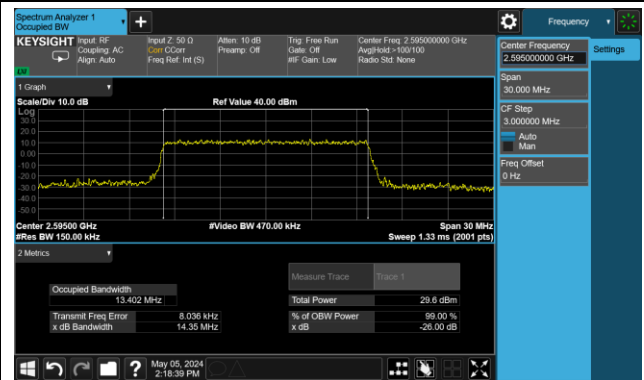 Spectrum Analyzer 1
Occupied BW
Frequency
KEYSIGHT
Input: RF
Coupling: AC
Align: Auto
Input Z: 50 Ω
Corr CCorr
Freq Ref: Int (S)
Atten: 10 dB
Preamp: Off
Trig: Free Run
Gate: Off
#IF Gain: Low
Center Freq: 2.595000000 GHz
Avg|Hold:>100/100
Radio Std: None
Center Frequency
2.595000000 GHz
Settings
Span
30.000 MHz
CF Step
3.000000 MHz
Auto
Man
Freq Offset
0 Hz
1 Graph
Scale/Div 10.0 dB
Ref Value 40.00 dBm
Log
30.0
20.0
10.0
0.00
-10.0
-20.0
-30.0
-40.0
-50.0
Center 2.59500 GHz
#Video BW 470.00 kHz
Span 30 MHz
#Res BW 150.00 kHz
Sweep 1.33 ms (2001 pts)
2 Metrics
Measure Trace
Trace 1
Occupied Bandwidth
13.402 MHz
Total Power
29.6 dBm
Transmit Freq Error
8.036 kHz
% of OBW Power
99.00 %
x dB Bandwidth
14.35 MHz
x dB
-26.00 dB
May 05, 2024
2:18:39 PM